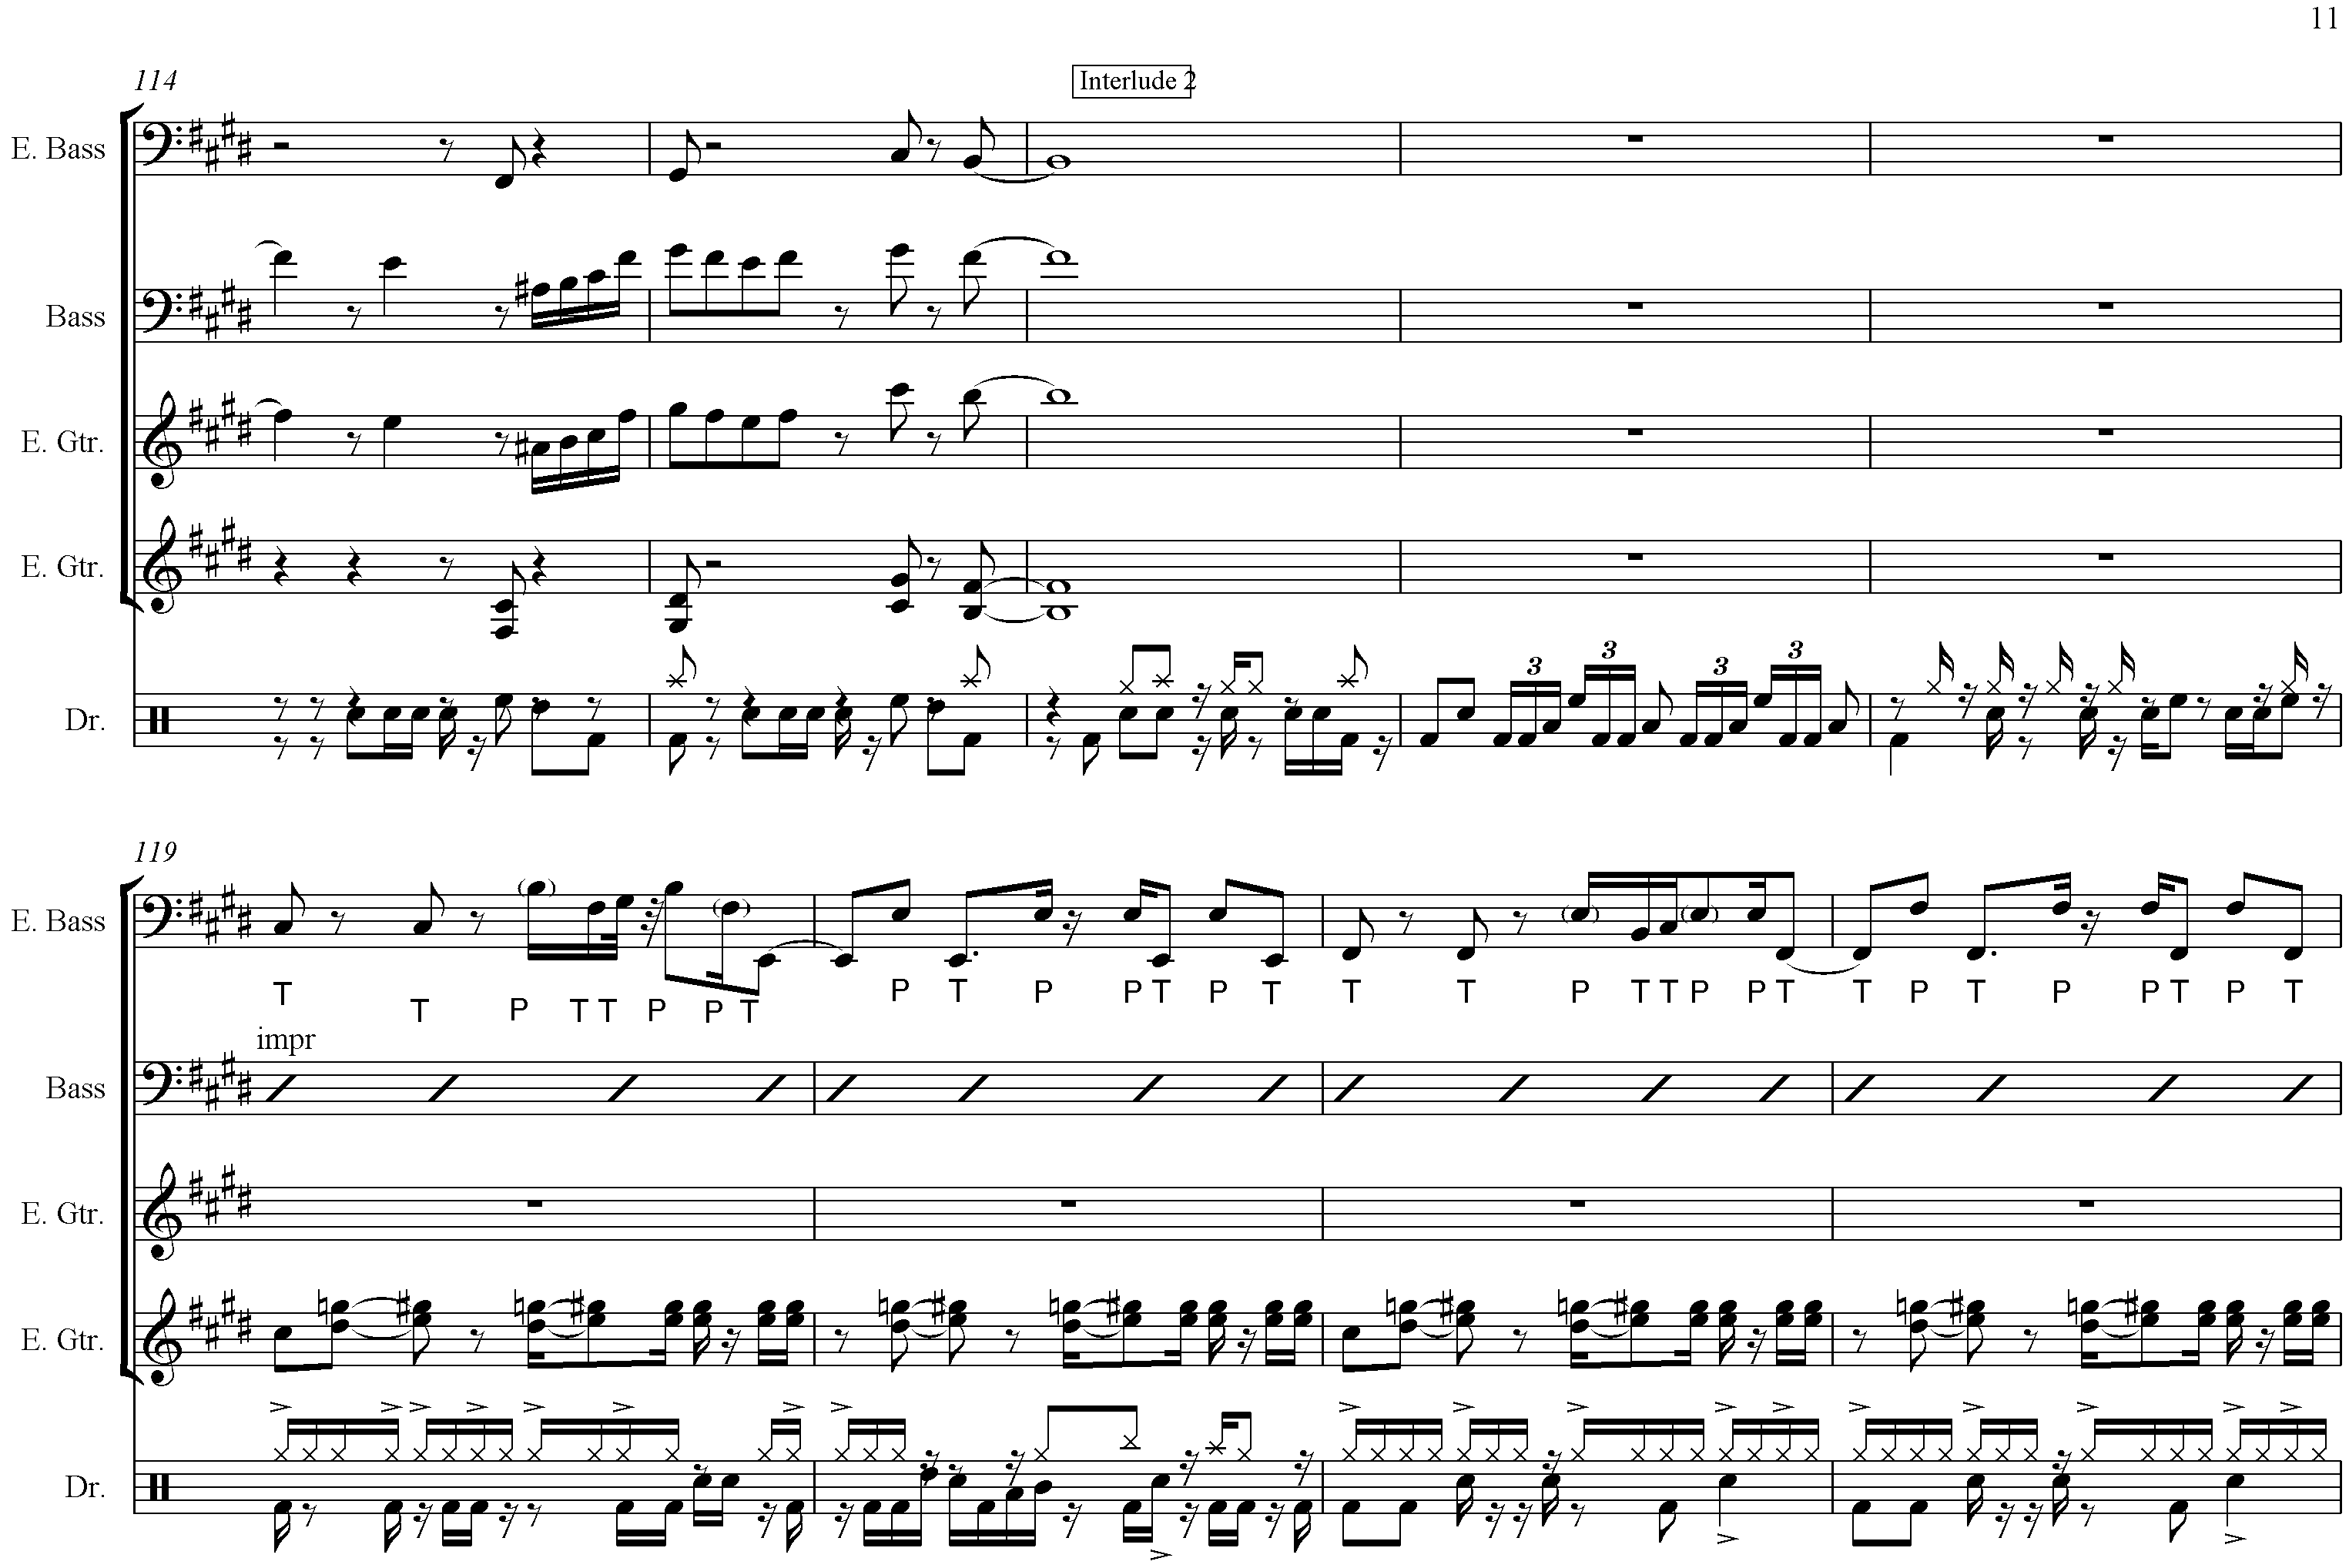 11
114
Interlude 2
E. Bass
Bass
E. Gtr.
E. Gtr.
3 3 3 3
Dr.
119
E. Bass
T T P T T P P T P T P P T P T T T P T T P P T T P T P P T P T
impr
Bass
E. Gtr.
E. Gtr.
Dr.